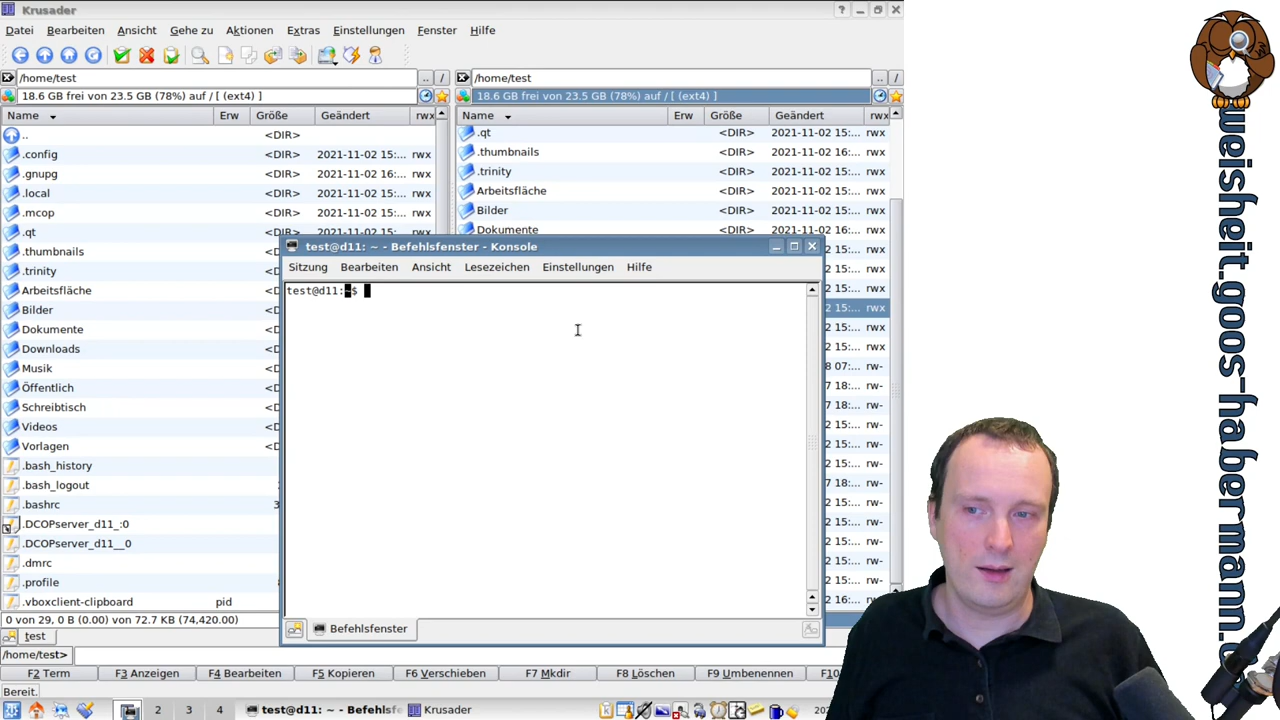 Krusader
Datei Bearbeiten Ansicht Gehe zu Aktionen Extras Einstellungen Fenster Hilfe
/home/test .. / /home/test .. /
18.6 GB frei von 23.5 GB (78%) auf / [ (ext4) ] 18.6 GB frei von 23.5 GB (78%) auf / [ (ext4) ]
Name Erw Größe Geändert rwx Name Erw Größe Geändert rwx
.. <DIR> .qt <DIR> 2021-11-02 15:... rwx
.config <DIR> 2021-11-02 15:... rwx .thumbnails <DIR> 2021-11-02 16:... rwx
.gnupg <DIR> 2021-11-02 16:... rwx .trinity <DIR> 2021-11-02 15:... rwx
.local <DIR> 2021-11-02 15:... rwx Arbeitsfläche <DIR> 2021-11-02 15:... rwx
.mcop <DIR> 2021-11-02 15:... rwx Bilder <DIR> 2021-11-02 15:... rwx
.qt <DIR> 2021-11-02 15:... rwx Dokumente <DIR> 2021-11-02 16:... rwx
.thumbnails
.trinity
Arbeitsfläche
Bilder
Dokumente
Downloads
Musik
Öffentlich
Schreibtisch
Videos
Vorlagen
.bash_history
.bash_logout
.bashrc 3
.DCOPserver_d11_:0
.DCOPserver_d11__0
.dmrc
.profile
.vboxclient-clipboard pid
test@d11: ~ - Befehlsfenster - Konsole
Sitzung Bearbeiten Ansicht Lesezeichen Einstellungen Hilfe
test@d11:~$
Befehlsfenster
0 von 29, 0 B (0.00) von 72.7 KB (74,420.00)
test
/home/test>
F2 Term F3 Anzeigen F4 Bearbeiten F5 Kopieren F6 Verschieben F7 Mkdir F8 Löschen F9 Umbenennen F10
Bereit.
2 3 4 test@d11: ~ - Befehlsfe Krusader
weisheit.goos-habermann.